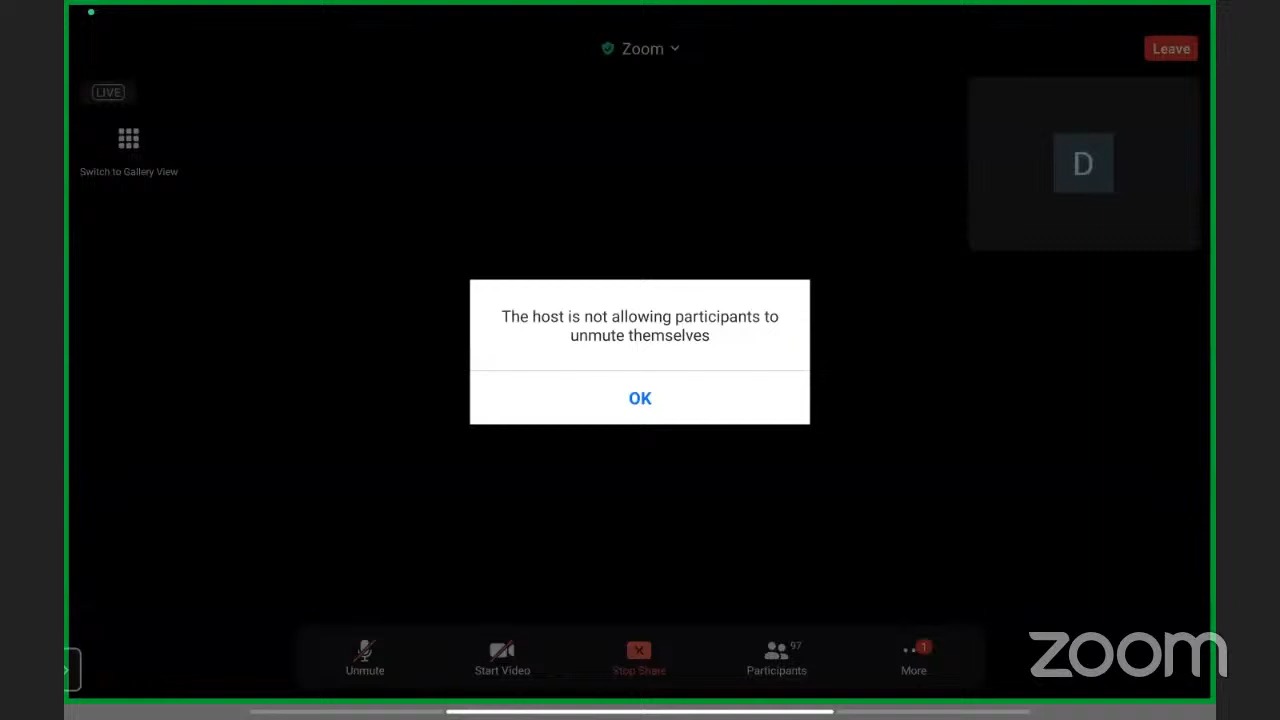 Zoom
Leave
LIVE
Switch to Gallery View
D
The host is not allowing participants to
unmute themselves
OK
97
1
Unmute
Start Video
Stop Share
Participants
More
zoom